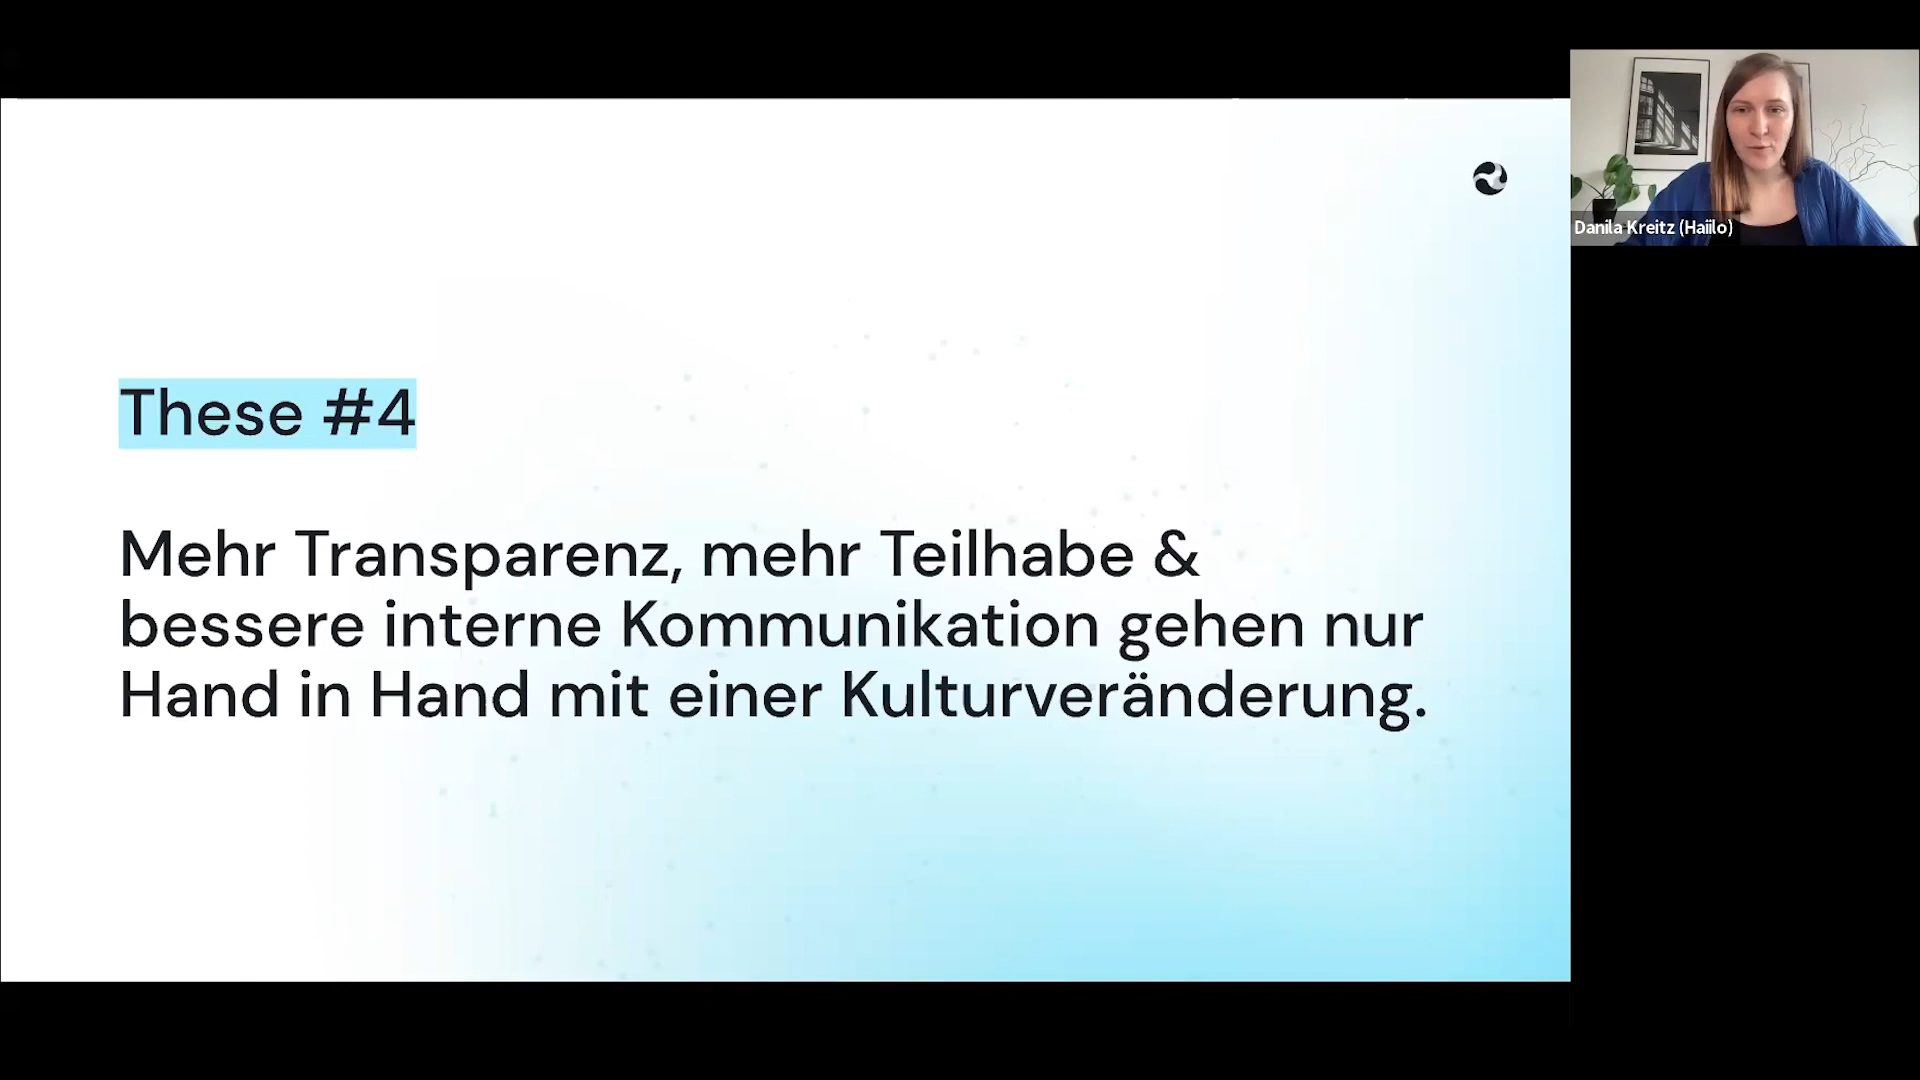 These #4
Mehr Transparenz, mehr Teilhabe &
bessere interne Kommunikation gehen nur
Hand in Hand mit einer Kulturveränderung.
Danila Kreitz (Haiilo)